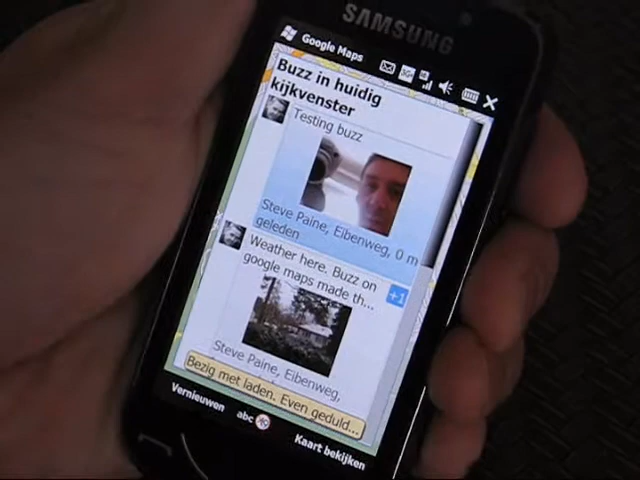 SAMSUNG
Google Maps
3G
Buzz in huidig
kijkvenster
Testing buzz
Steve Paine, Eibenweg, 0 m
geleden
Weather here. Buzz on
google maps made th...
+1
Steve Paine, Eibenweg,
Bezig met laden. Even geduld...
Vernieuwen
abc
Kaart bekijken